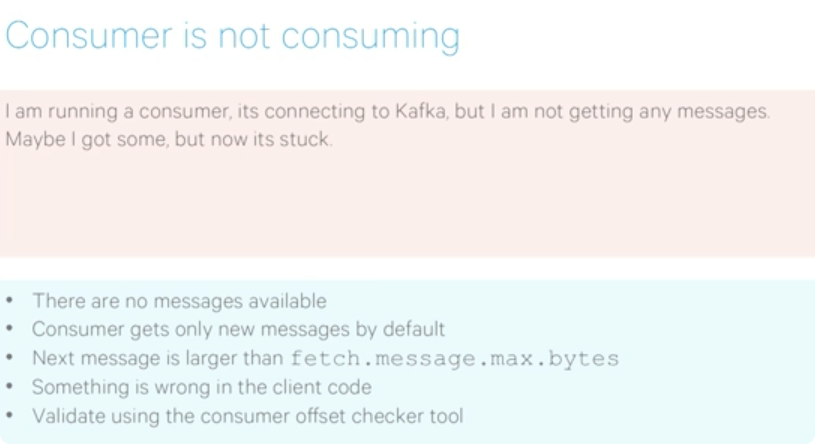 Consumer is not consuming
I am running a consumer, its connecting to Kafka, but I am not getting any messages.
Maybe I got some, but now its stuck.
• There are no messages available
• Consumer gets only new messages by default
• Next message is larger than fetch.message.max.bytes
• Something is wrong in the client code
• Validate using the consumer offset checker tool